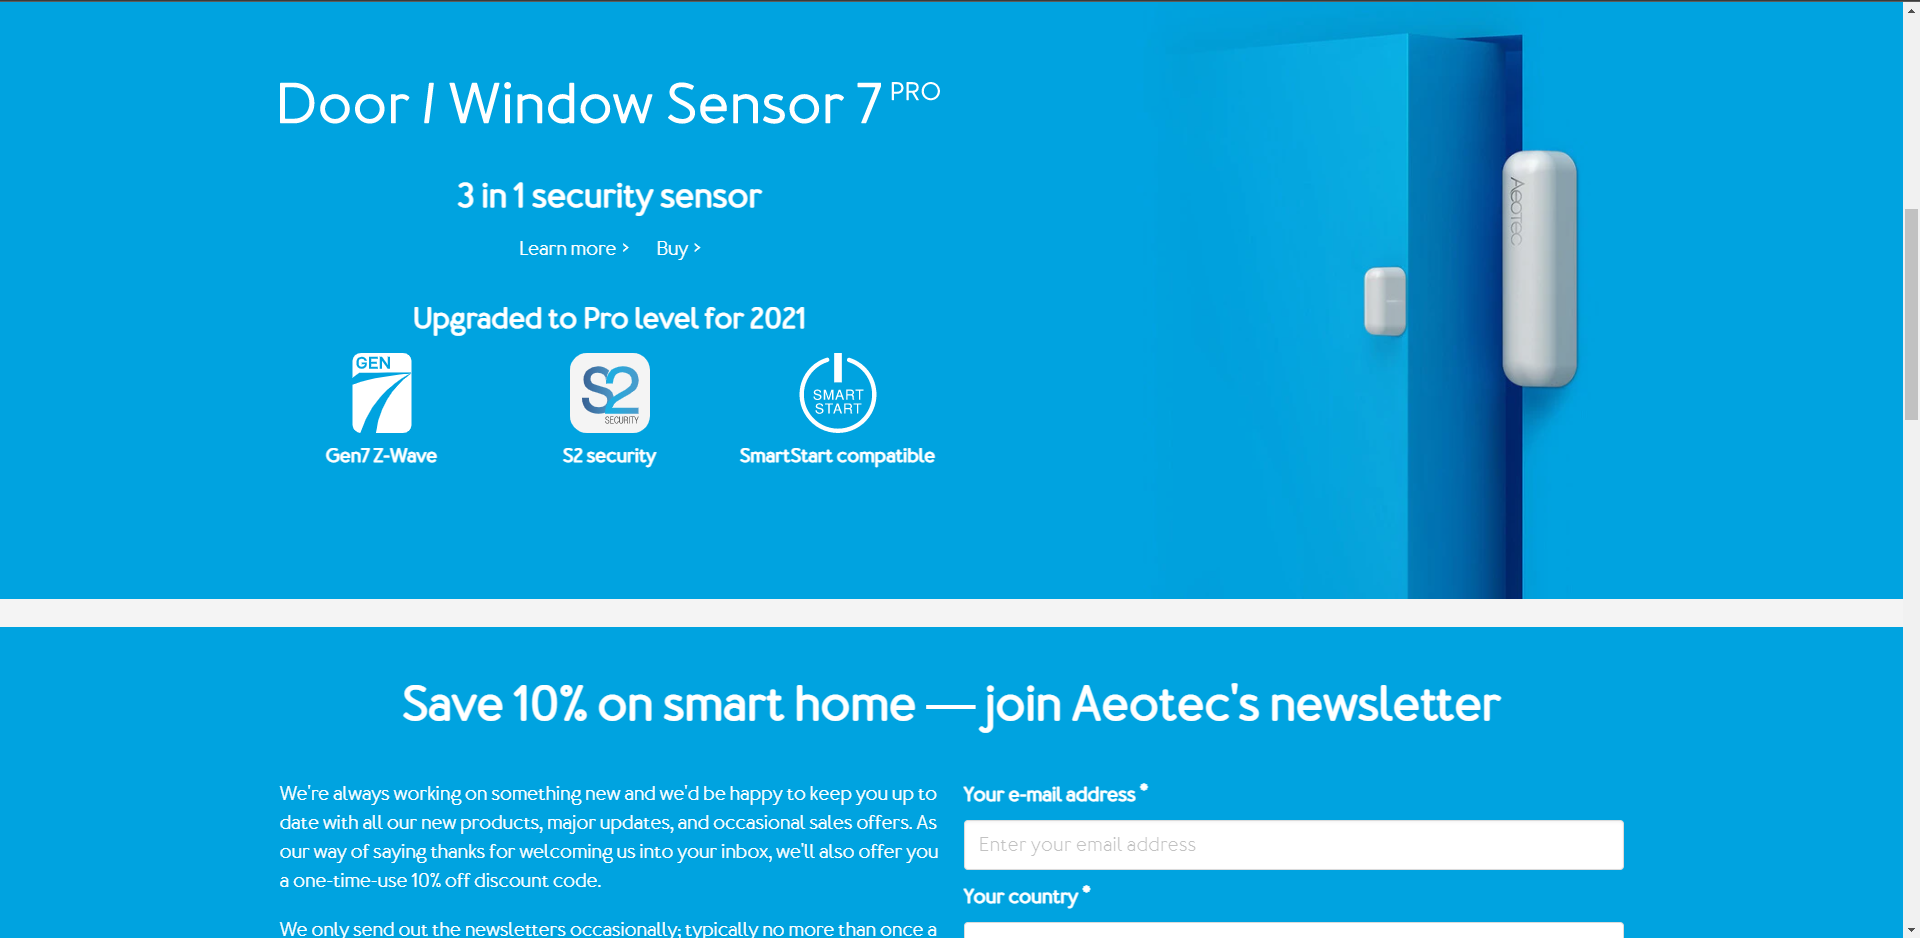 Door / Window Sensor 7 PRO
3 in 1 security sensor
Learn more > Buy >
Upgraded to Pro level for 2021
GEN
S2
SECURITY
SMART
START
Gen7 Z-Wave
S2 security
SmartStart compatible
AEOTEC
Save 10% on smart home — join Aeotec's newsletter
We're always working on something new and we'd be happy to keep you up to
date with all our new products, major updates, and occasional sales offers. As
our way of saying thanks for welcoming us into your inbox, we'll also offer you
a one-time-use 10% off discount code.
We only send out the newsletters occasionally; typically no more than once a
Your e-mail address *
Enter your email address
Your country *